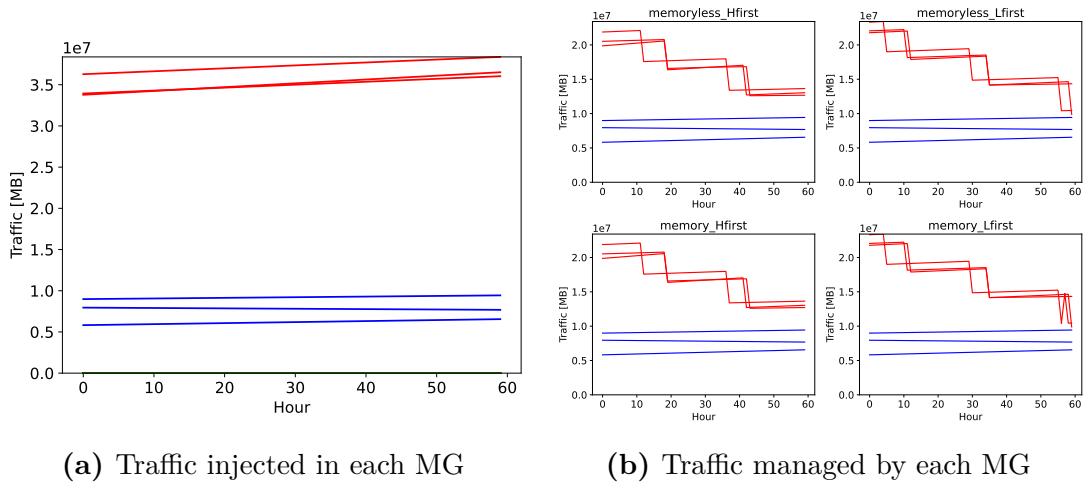 1e7
3.5
3.0
2.5
2.0
1.5
1.0
0.5
0.0
Traffic [MB]
0 10 20 30 40 50 60
Hour
(a) Traffic injected in each MG
memoryless_Hfirst
1e7
2.0
1.5
1.0
0.5
0.0
Traffic [MB]
0 10 20 30 40 50 60
Hour
memoryless_Lfirst
1e7
2.0
1.5
1.0
0.5
0.0
Traffic [MB]
0 10 20 30 40 50 60
Hour
memory_Hfirst
1e7
2.0
1.5
1.0
0.5
0.0
Traffic [MB]
0 10 20 30 40 50 60
Hour
memory_Lfirst
1e7
2.0
1.5
1.0
0.5
0.0
Traffic [MB]
0 10 20 30 40 50 60
Hour
(b) Traffic managed by each MG